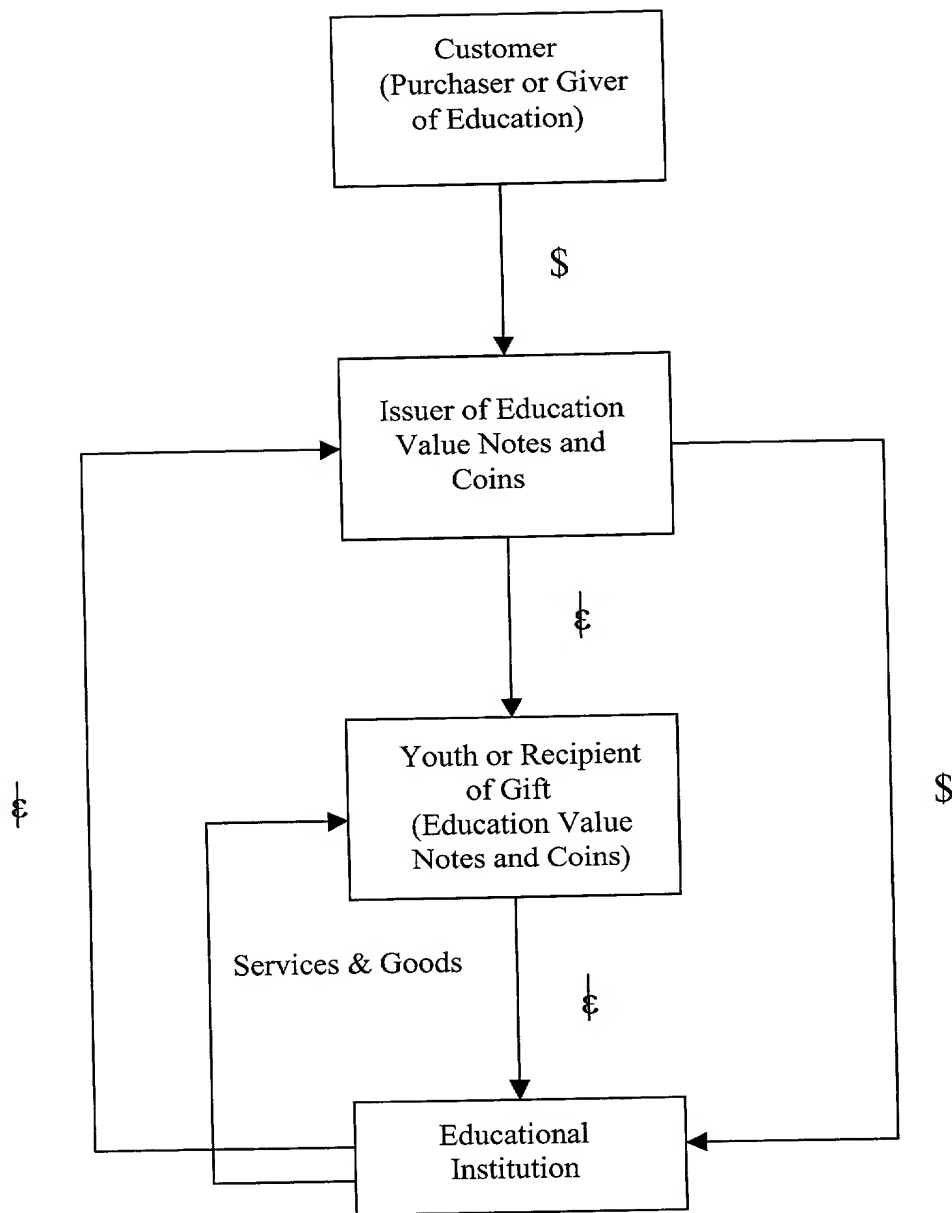 Customer
(Purchaser or Giver
of Education)
$
Issuer of Education
Value Notes and
Coins
Youth or Recipient
of Gift
(Education Value
Notes and Coins)
$
Services & Goods
Educational
Institution